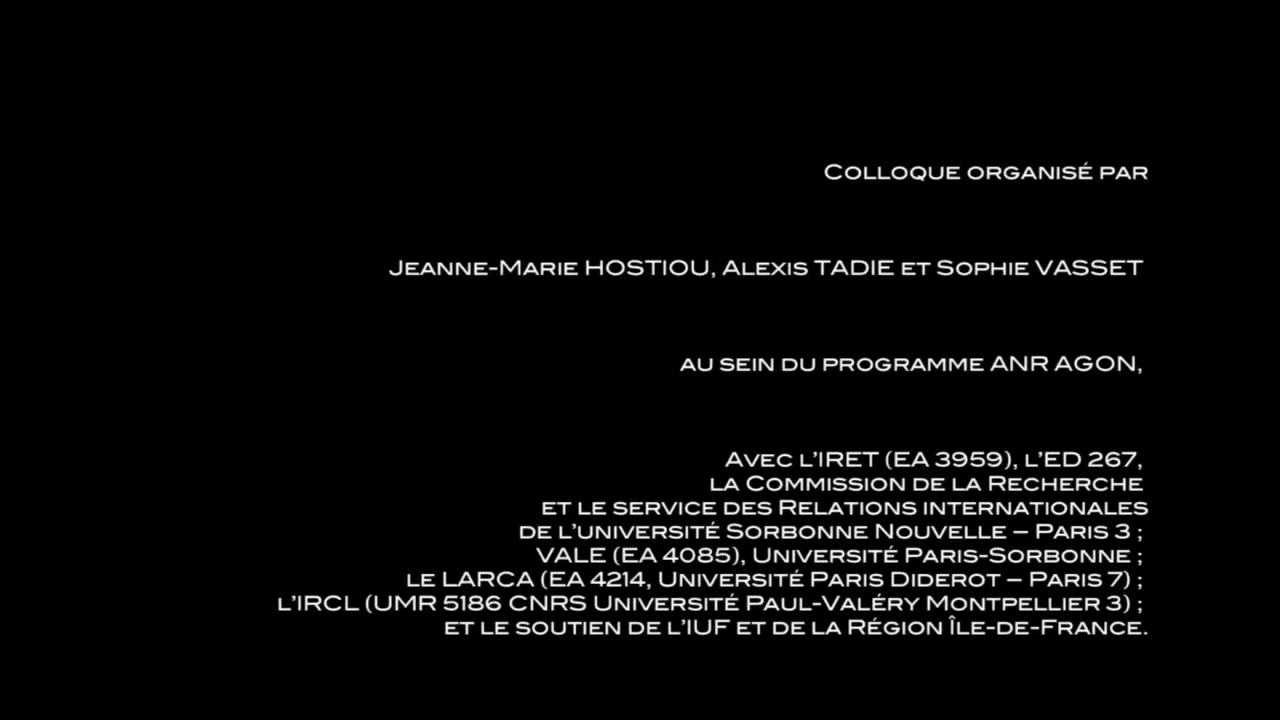 Colloque organisé par
Jeanne-Marie HOSTIOU, Alexis TADIE et Sophie VASSET
au sein du programme ANR AGON,
Avec l'IRET (EA 3959), l'ED 267,
la Commission de la Recherche
et le service des Relations internationales
de l'université Sorbonne Nouvelle – Paris 3 ;
VALE (EA 4085), Université Paris-Sorbonne ;
le LARCA (EA 4214, Université Paris Diderot – Paris 7) ;
l'IRCL (UMR 5186 CNRS Université Paul-Valéry Montpellier 3) ;
et le soutien de l'IUF et de la Région Île-de-France.